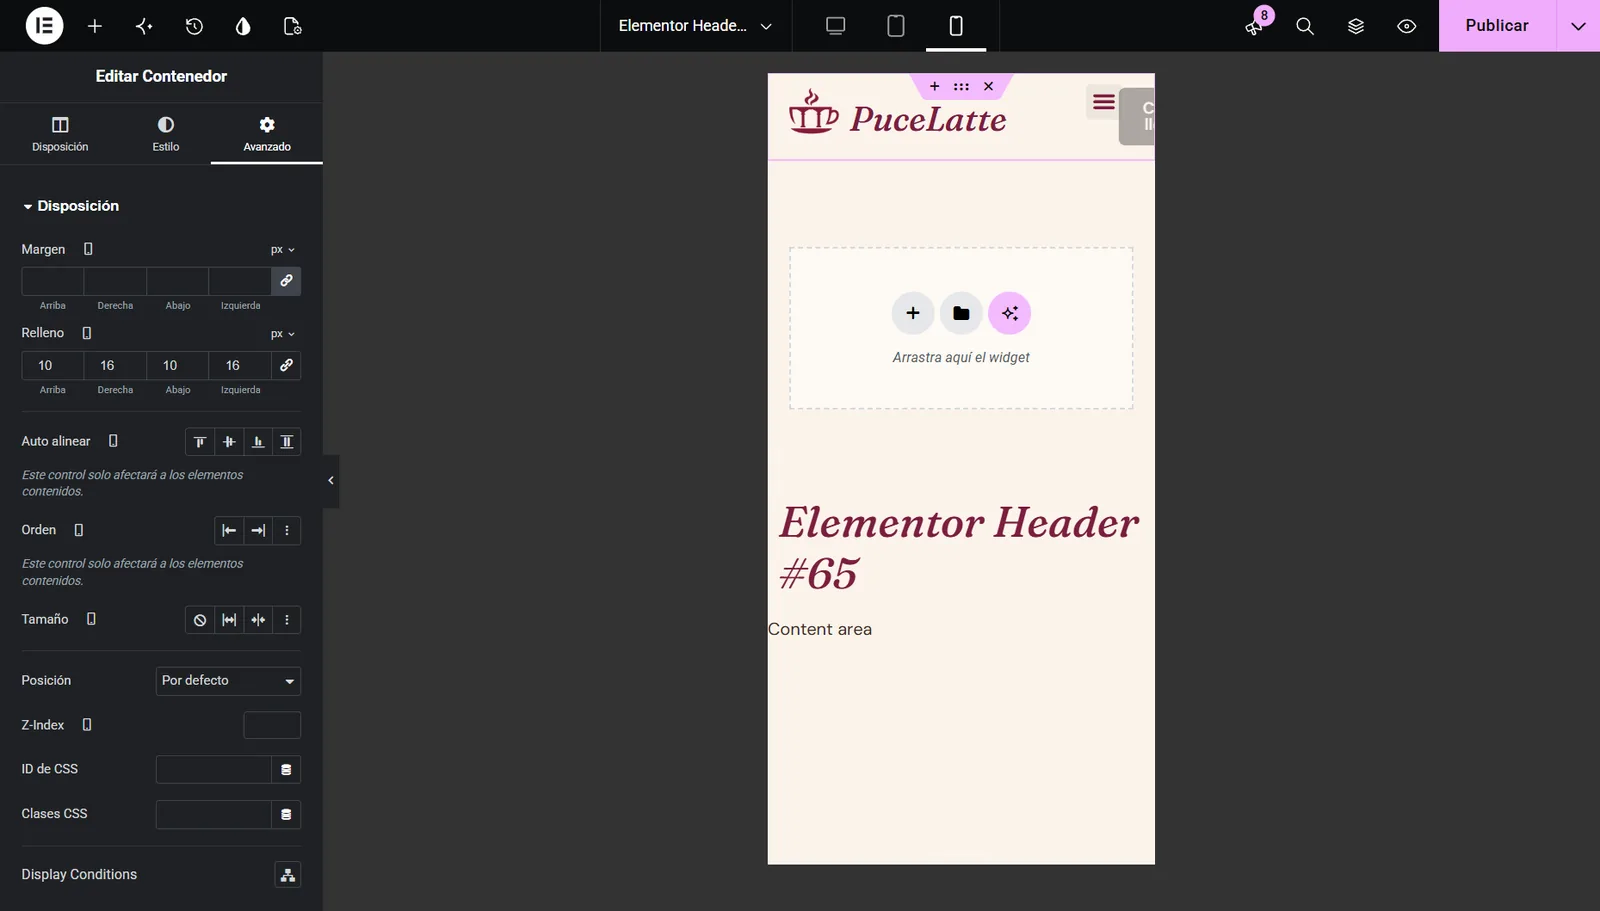 Elementor Heade...
8
Publicar
Editar Contenedor
Disposición
Estilo
Avanzado
Disposición
Margen
px
Arriba
Derecha
Abajo
Izquierda
Relleno
px
10
16
10
16
Arriba
Derecha
Abajo
Izquierda
Auto alinear
Este control solo afectará a los elementos
contenidos.
Orden
Este control solo afectará a los elementos
contenidos.
Tamaño
Posición
Por defecto
Z-Index
ID de CSS
Clases CSS
Display Conditions
PuceLatte
Arrastra aquí el widget
Elementor Header
#65
Content area